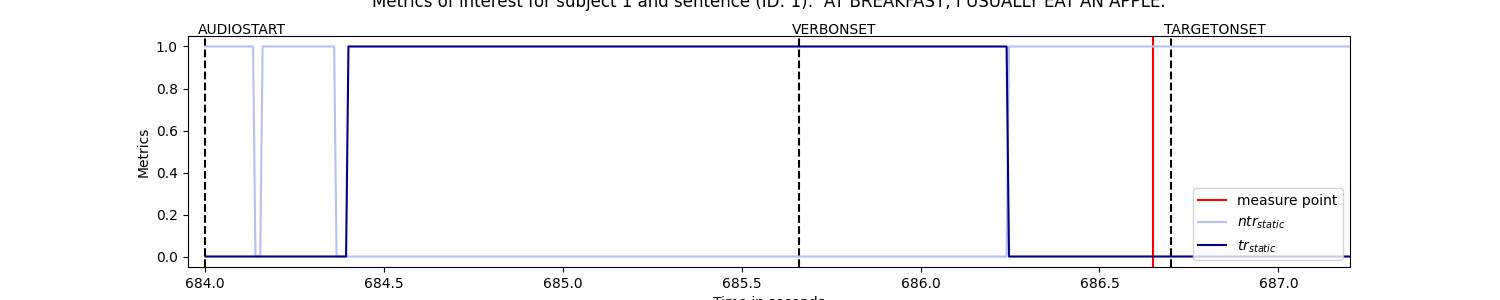 Metrics of interest for subject 1 and sentence (ID: 1): "AT BREAKFAST, I USUALLY EAT AN APPLE."
AUDIOSTART VERBONSET TARGETONSET
1.0
0.8
0.6
0.4
0.2
0.0
Metrics
measure point
ntr_static
tr_static
684.0 684.5 685.0 685.5 686.0 686.5 687.0
Time in seconds